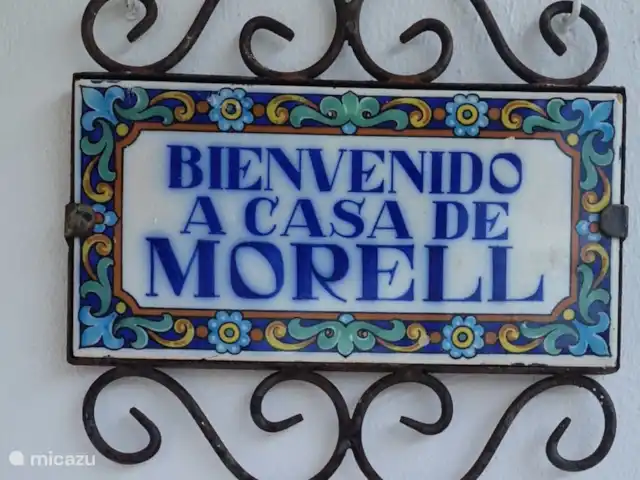 BIENVENIDO
A CASA DE
MORELL
micazu